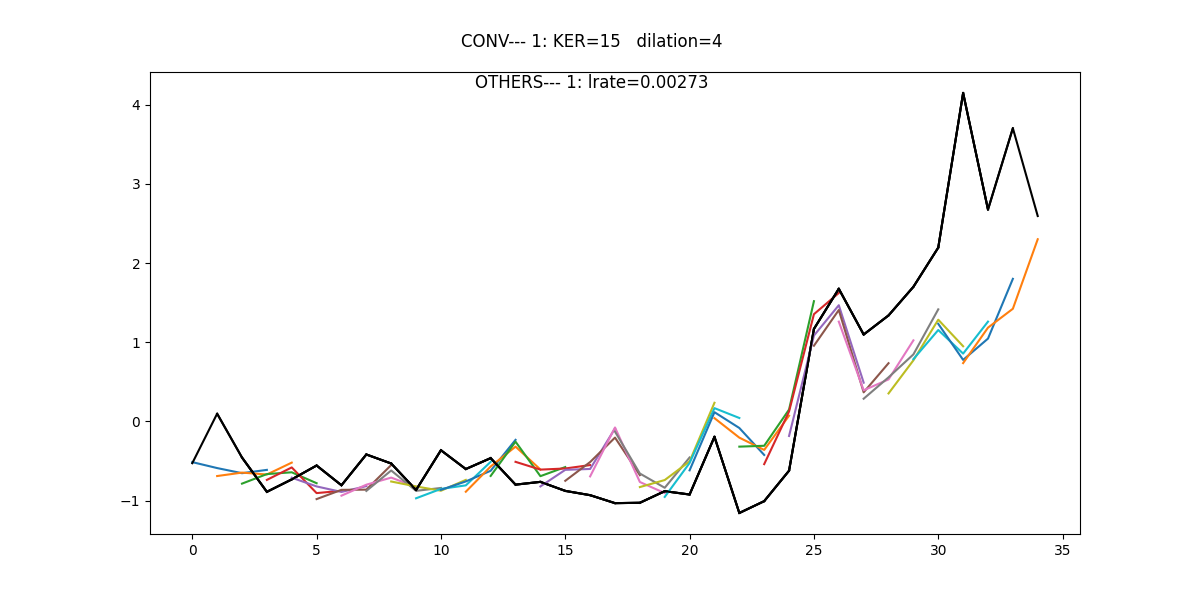 CONV--- 1: KER=15   dilation=4
OTHERS--- 1: lrate=0.00273
4
3
2
1
0
−1
0 5 10 15 20 25 30 35